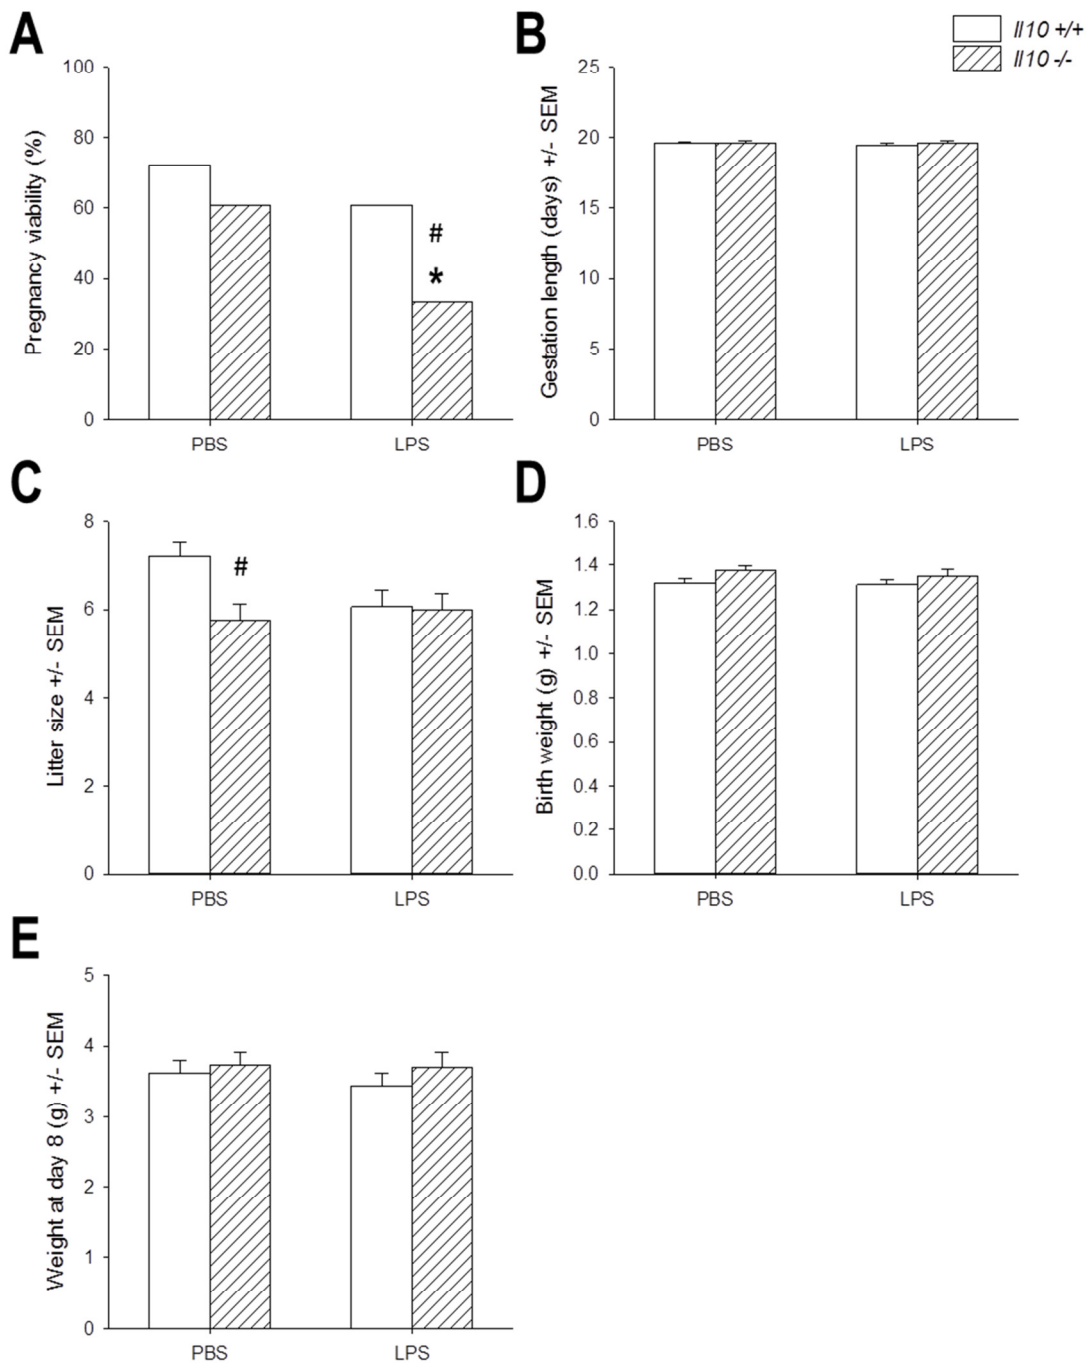 A
B
Il10 +/+
Il10 -/-
Pregnancy viability (%)
100
80
60
40
20
0
#
*
PBS
LPS
Gestation length (days) +/- SEM
25
20
15
10
5
0
PBS
LPS
C
D
Litter size +/- SEM
8
6
4
2
0
#
PBS
LPS
Birth weight (g) +/- SEM
1.6
1.4
1.2
1.0
0.8
0.6
0.4
0.2
0.0
PBS
LPS
E
Weight at day 8 (g) +/- SEM
5
4
3
2
1
0
PBS
LPS